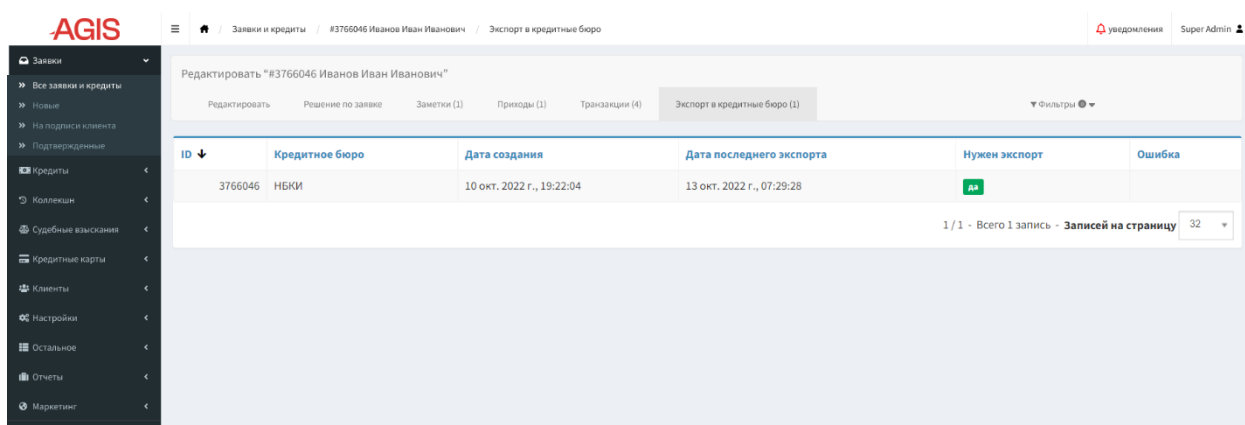 AGIS
/ Заявки и кредиты / #3766046 Иванов Иван Иванович / Экспорт в кредитные бюро
уведомления Super Admin
Заявки
Все заявки и кредиты
Новые
На подписи клиента
Подтвержденные
Кредиты
Коллекшн
Судебные взыскания
Кредитные карты
Клиенты
Настройки
Остальное
Отчеты
Маркетинг
Редактировать “#3766046 Иванов Иван Иванович”
Редактировать Решение по заявке Заметки (1) Приходы (1) Транзакции (4) Экспорт в кредитные бюро (1) Фильтры
ID Кредитное бюро Дата создания Дата последнего экспорта Нужен экспорт Ошибка
3766046 НБКИ 10 окт. 2022 г., 19:22:04 13 окт. 2022 г., 07:29:28 да
1 / 1 - Всего 1 запись - Записей на страницу 32